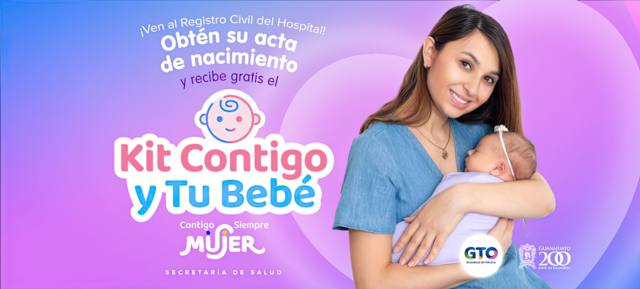 ¡Ven al Registro Civil del Hospital!
Obtén su acta
de nacimiento
y recibe gratis el
Kit Contigo
y Tu Bebé
Contigo Siempre
MUJER
SECRETARÍA DE SALUD
GTO
GUANAJUATO
200